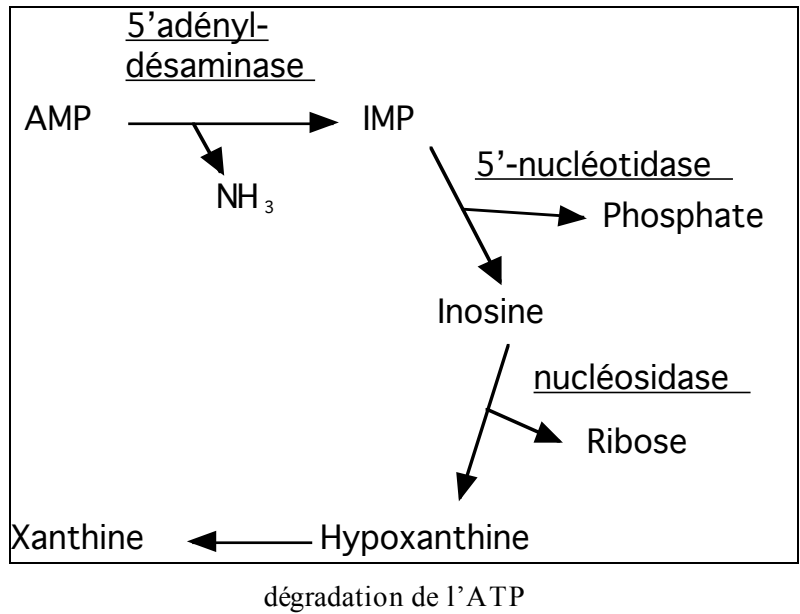 5’adényl-
désaminase
AMP
IMP
NH3
5’-nucléotidase
Phosphate
Inosine
nucléosidase
Ribose
Xanthine
Hypoxanthine
dégradation de l’ATP